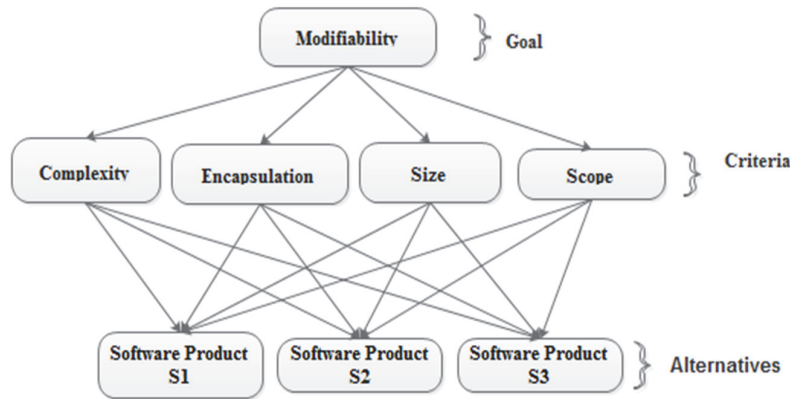 Modifiability
Goal
Complexity
Encapsulation
Size
Scope
Criteria
Software Product
S1
Software Product
S2
Software Product
S3
Alternatives